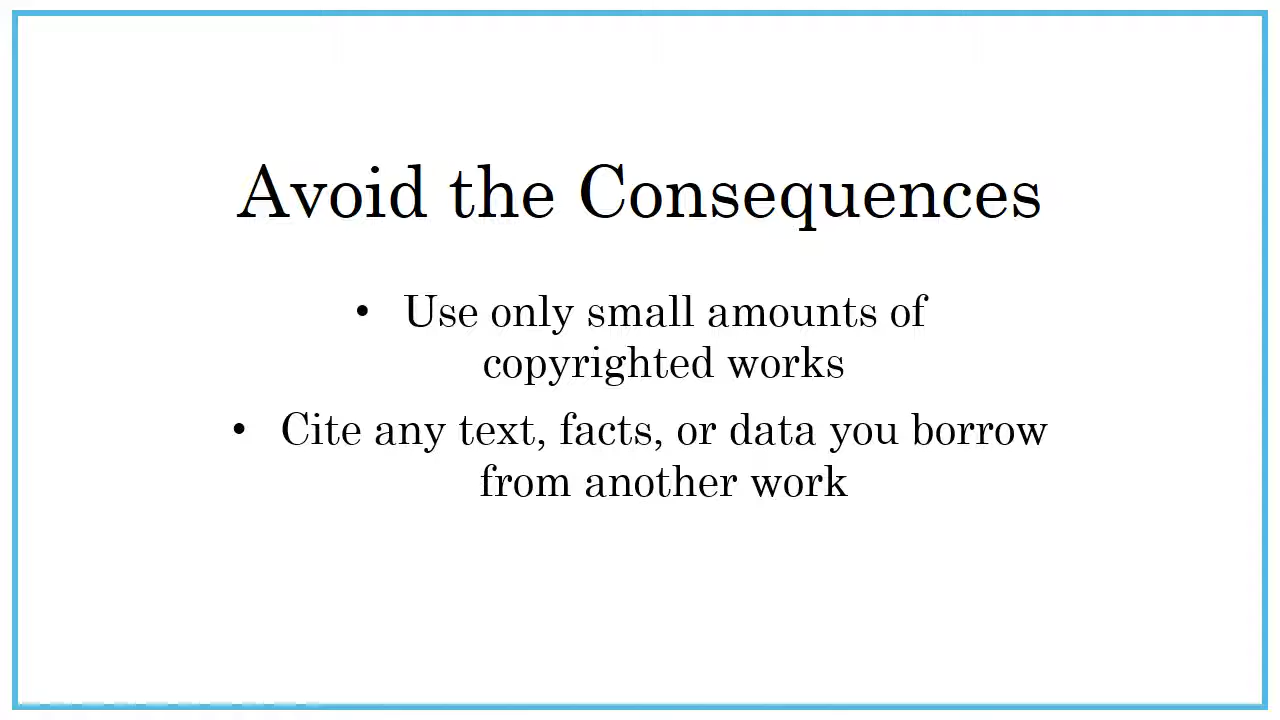 Avoid the Consequences
• Use only small amounts of
copyrighted works
• Cite any text, facts, or data you borrow
from another work